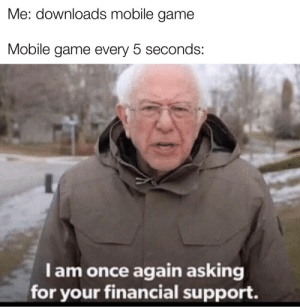 Me: downloads mobile game
Mobile game every 5 seconds:
I am once again asking
for your financial support.